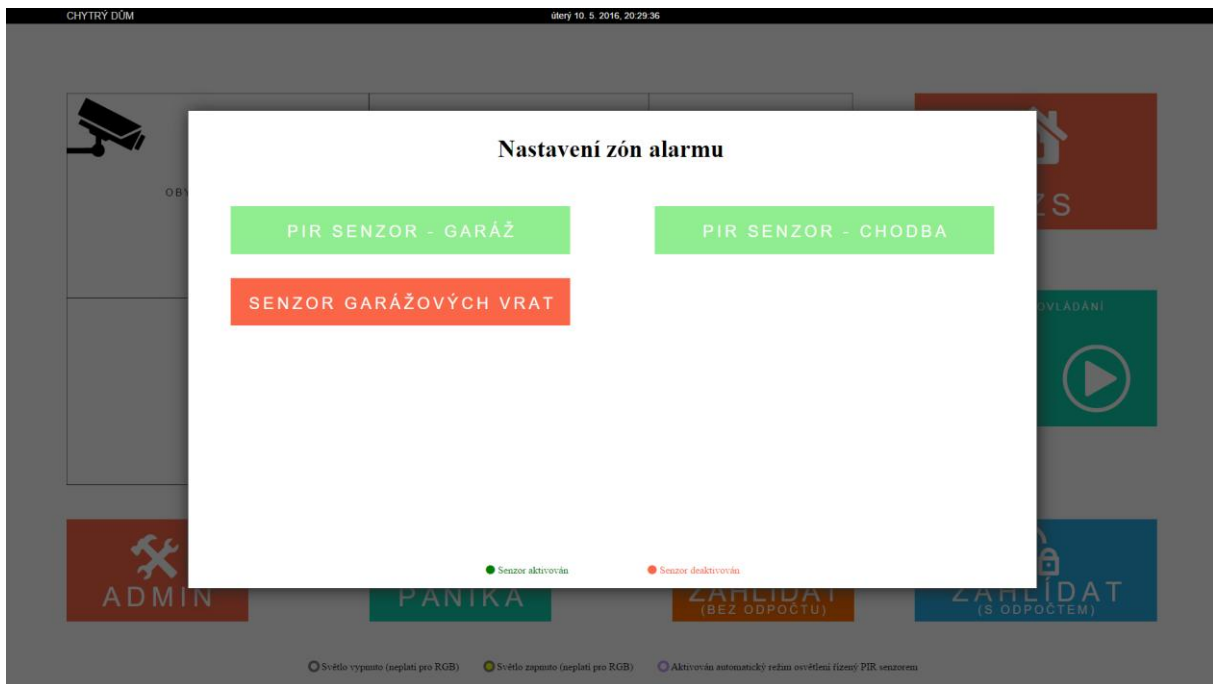 CHYTRÝ DŮM
úterý 10. 5. 2016, 20:29:36
Nastavení zón alarmu
OBÝ
ZS
PIR SENZOR - GARÁŽ
PIR SENZOR - CHODBA
SENZOR GARÁŽOVÝCH VRAT
OVLÁDÁNÍ
Senzor aktivován
Senzor deaktivován
ADMIN
PANIKA
ZAHLÍDAT
(BEZ ODPOČTU)
ZAHLÍDAT
(S ODPOČTEM)
Světlo vypnuto (neplatí pro RGB)
Světlo zapnuto (neplatí pro RGB)
Aktivován automatický režim osvětlení řízený PIR senzorem